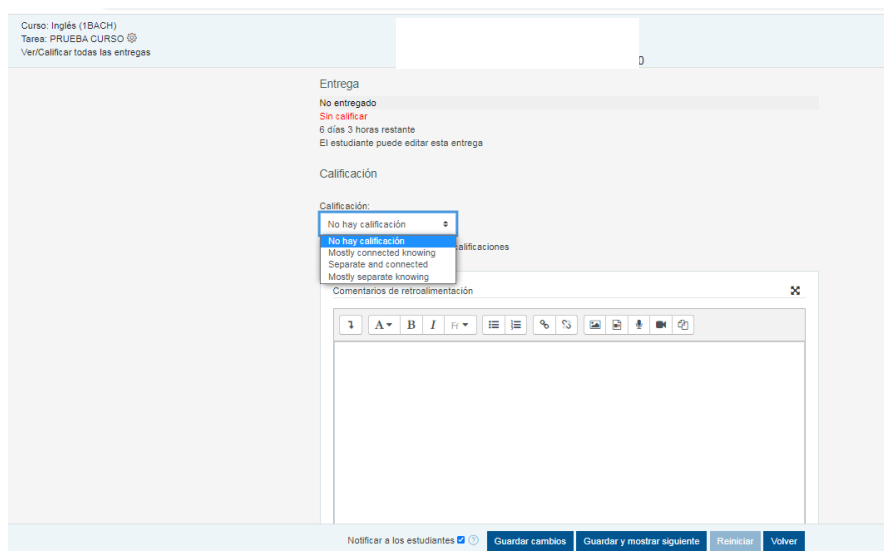 Curso: Inglés (1BACH)
Tarea: PRUEBA CURSO
Ver/Calificar todas las entregas
Entrega
No entregado
Sin calificar
6 días 3 horas restante
El estudiante puede editar esta entrega
Calificación
Calificación:
No hay calificación
No hay calificación
Mostly connected knowing
alificaciones
Separate and connected
Mostly separate knowing
Comentarios de retroalimentación
A B I Ff
Notificar a los estudiantes Guardar cambios Guardar y mostrar siguiente Reiniciar Volver